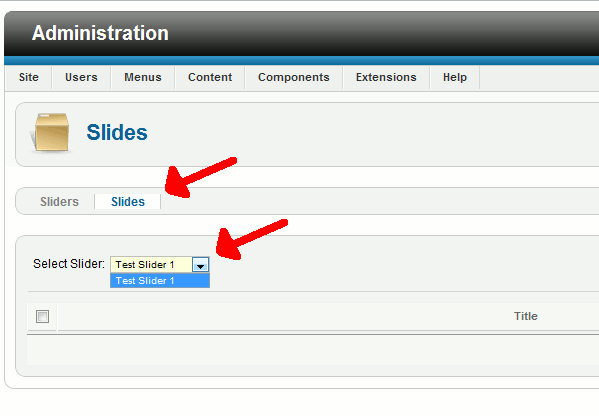 Administration
Site Users Menus Content Components Extensions Help
Slides
Sliders Slides
Select Slider: Test Slider 1
Test Slider 1
Title